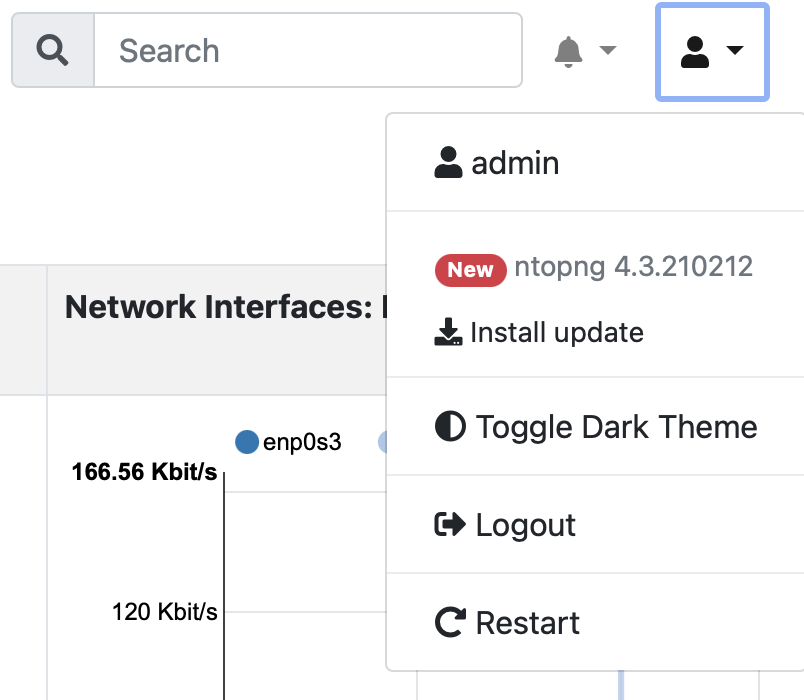 Search
admin
New ntopng 4.3.210212
Install update
Toggle Dark Theme
Logout
Restart
Network Interfaces:
enp0s3
166.56 Kbit/s
120 Kbit/s